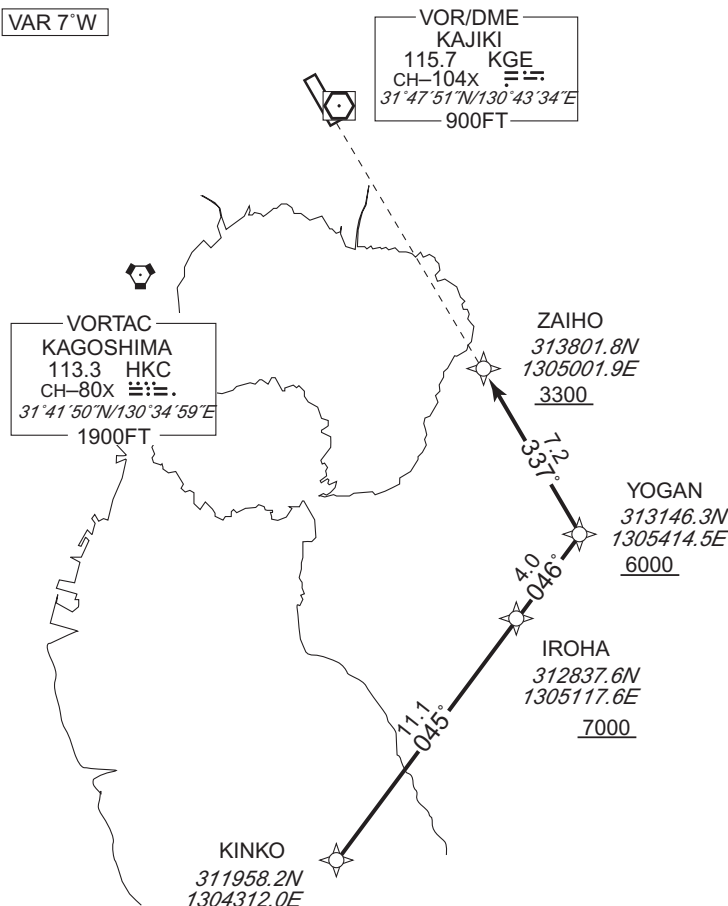 VAR 7°W
VOR/DME
KAJIKI
115.7 KGE
CH–104X
31°47′51″N/130°43′34″E
900FT
VORTAC
KAGOSHIMA
113.3 HKC
CH–80X
31°41′50″N/130°34′59″E
1900FT
ZAIHO
313801.8N
1305001.9E
3300
7.2
337°
YOGAN
313146.3N
1305414.5E
6000
4.0
046°
IROHA
312837.6N
1305117.6E
7000
11.1
045°
KINKO
311958.2N
1304312.0E